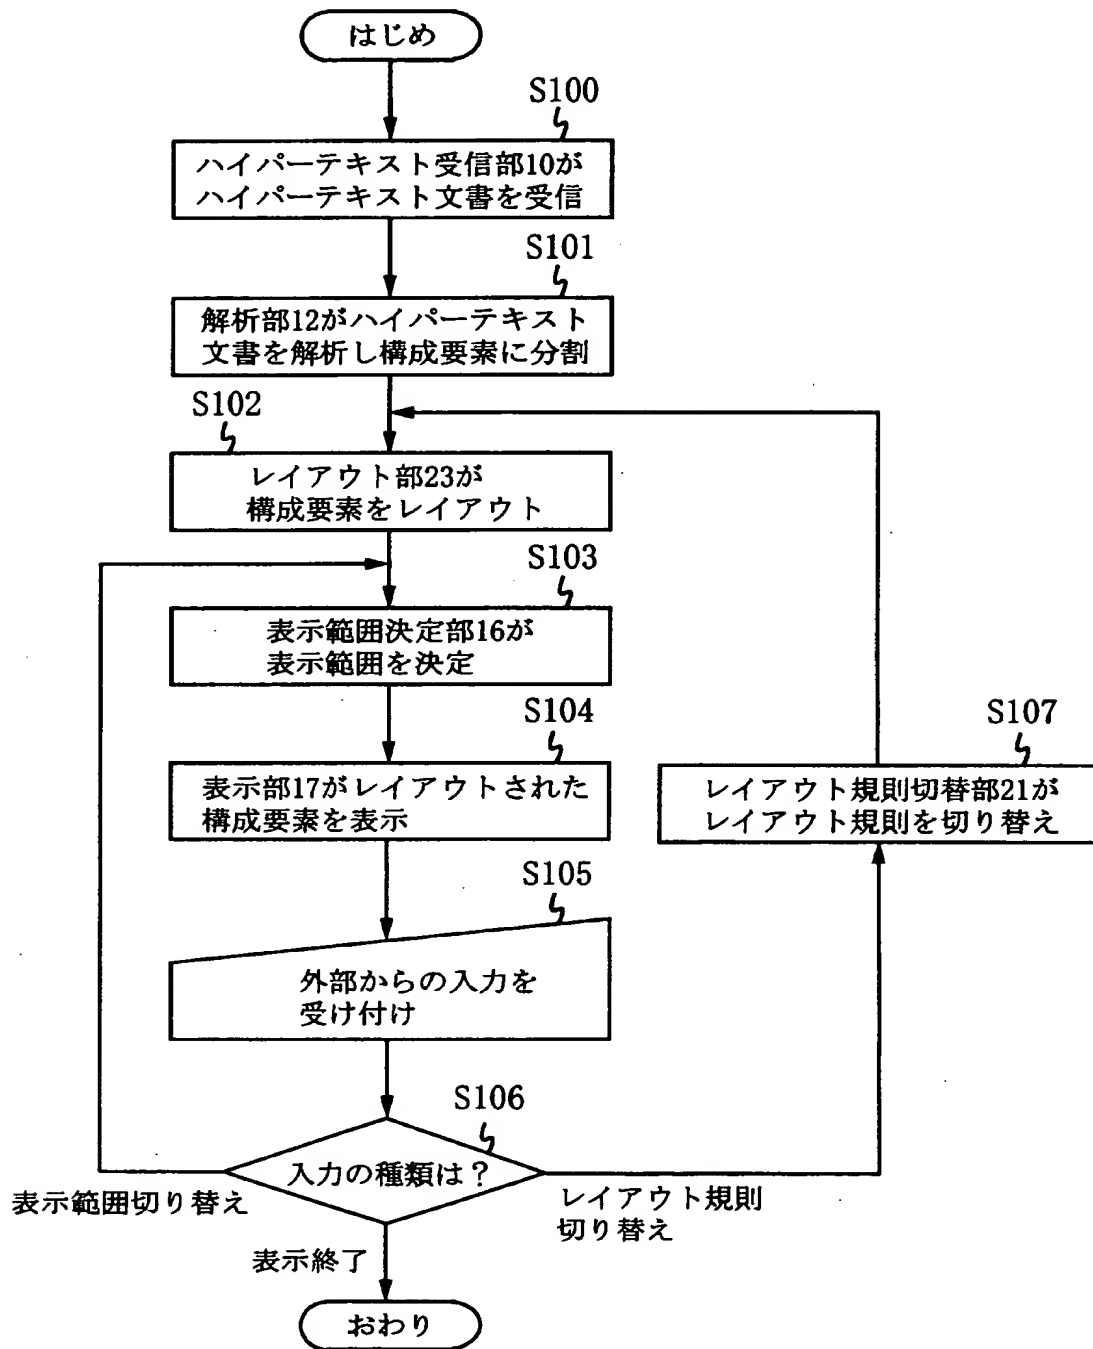 はじめ
S100
ハイパーテキスト受信部10が
ハイパーテキスト文書を受信
S101
解析部12がハイパーテキスト
文書を解析し構成要素に分割
S102
レイアウト部23が
構成要素をレイアウト
S103
表示範囲決定部16が
表示範囲を決定
S104
表示部17がレイアウトされた
構成要素を表示
S107
レイアウト規則切替部21が
レイアウト規則を切り替え
S105
外部からの入力を
受け付け
S106
入力の種類は?
表示範囲切り替え
レイアウト規則
切り替え
表示終了
おわり